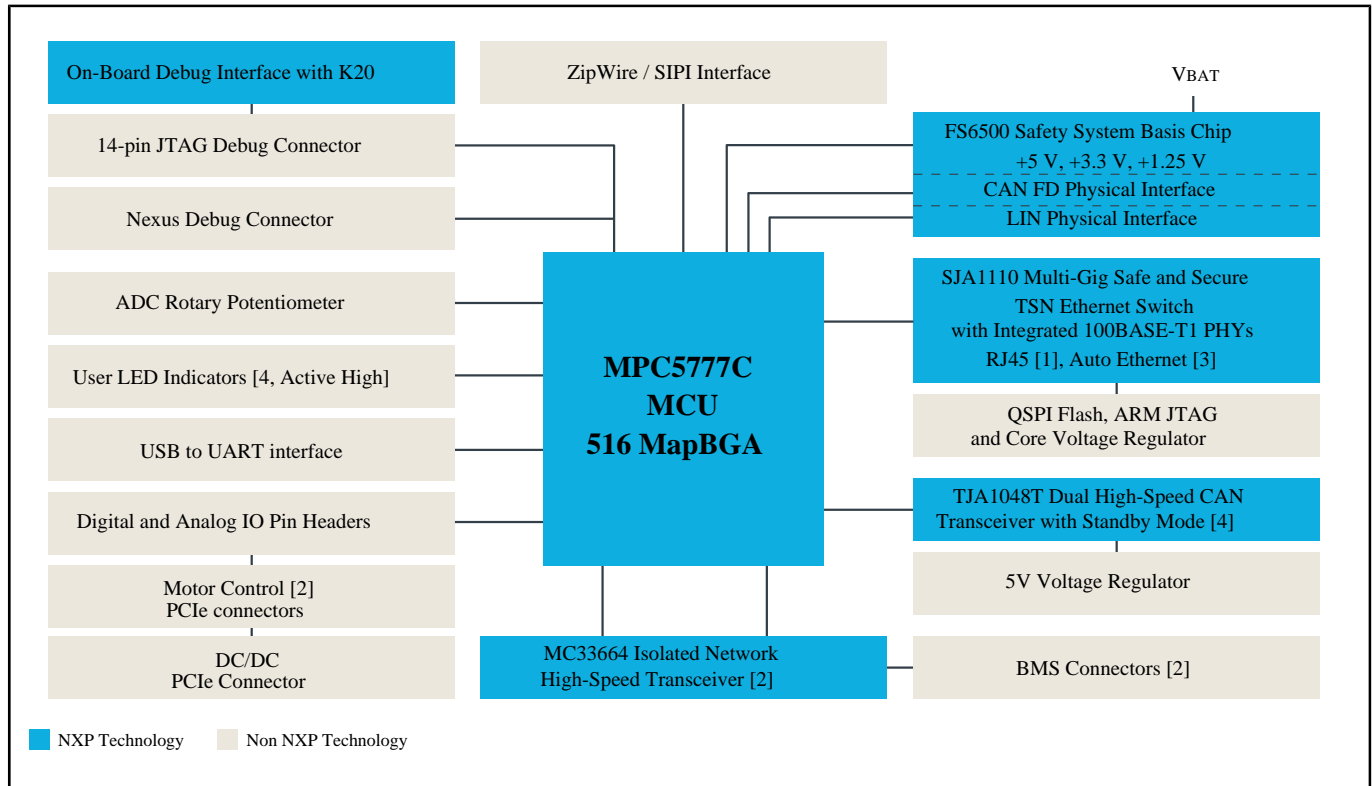 On-Board Debug Interface with K20
14-pin JTAG Debug Connector
Nexus Debug Connector
ADC Rotary Potentiometer
User LED Indicators [4, Active High]
USB to UART interface
Digital and Analog IO Pin Headers
Motor Control [2]
PCIe connectors
DC/DC
PCIe Connector
ZipWire / SIPI Interface
MPC5777C
MCU
516 MapBGA
MC33664 Isolated Network
High-Speed Transceiver [2]
VBAT
FS6500 Safety System Basis Chip
+5 V, +3.3 V, +1.25 V
CAN FD Physical Interface
LIN Physical Interface
SJA1110 Multi-Gig Safe and Secure
TSN Ethernet Switch
with Integrated 100BASE-T1 PHYs
RJ45 [1], Auto Ethernet [3]
QSPI Flash, ARM JTAG
and Core Voltage Regulator
TJA1048T Dual High-Speed CAN
Transceiver with Standby Mode [4]
5V Voltage Regulator
BMS Connectors [2]
NXP Technology
Non NXP Technology